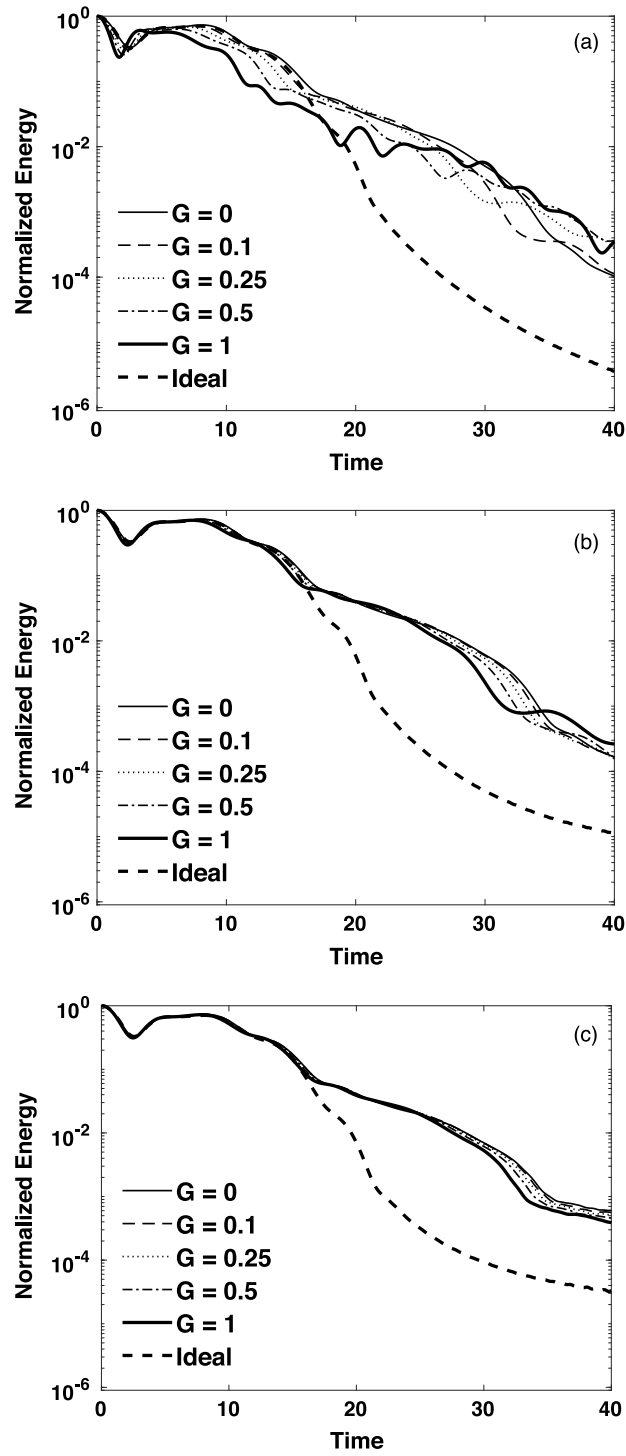 (a)
10^0
10^-2
10^-4
10^-6
Normalized Energy
G = 0
G = 0.1
G = 0.25
G = 0.5
G = 1
Ideal
0 10 20 30 40
Time
(b)
10^0
10^-2
10^-4
10^-6
Normalized Energy
G = 0
G = 0.1
G = 0.25
G = 0.5
G = 1
Ideal
0 10 20 30 40
Time
(c)
10^0
10^-2
10^-4
10^-6
Normalized Energy
G = 0
G = 0.1
G = 0.25
G = 0.5
G = 1
Ideal
0 10 20 30 40
Time